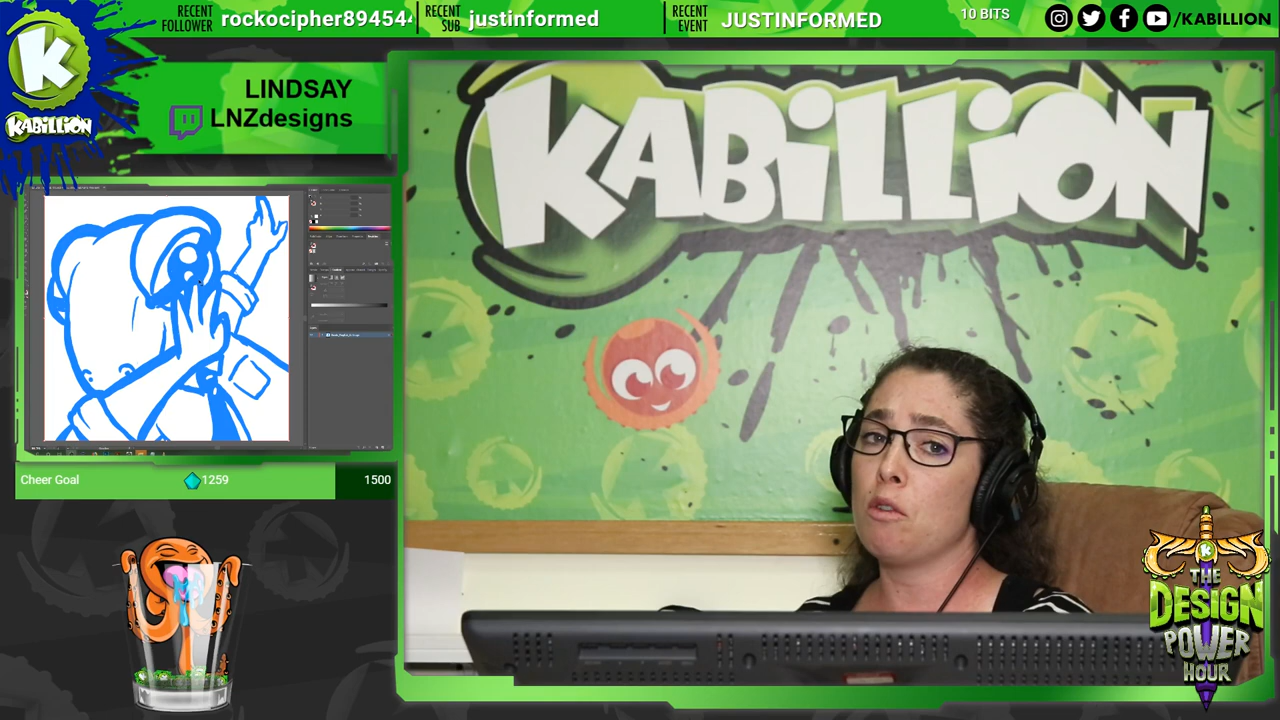 RECENT
FOLLOWER
rockocipher89454
RECENT
SUB
justinformed
RECENT
EVENT
JUSTINFORMED
10 BITS
/KABILLION
K
KABILLION
LINDSAY
LNZdesigns
KABiLLiON
Cheer Goal
1259
1500
K
THE
DESIGN
POWER
HOUR